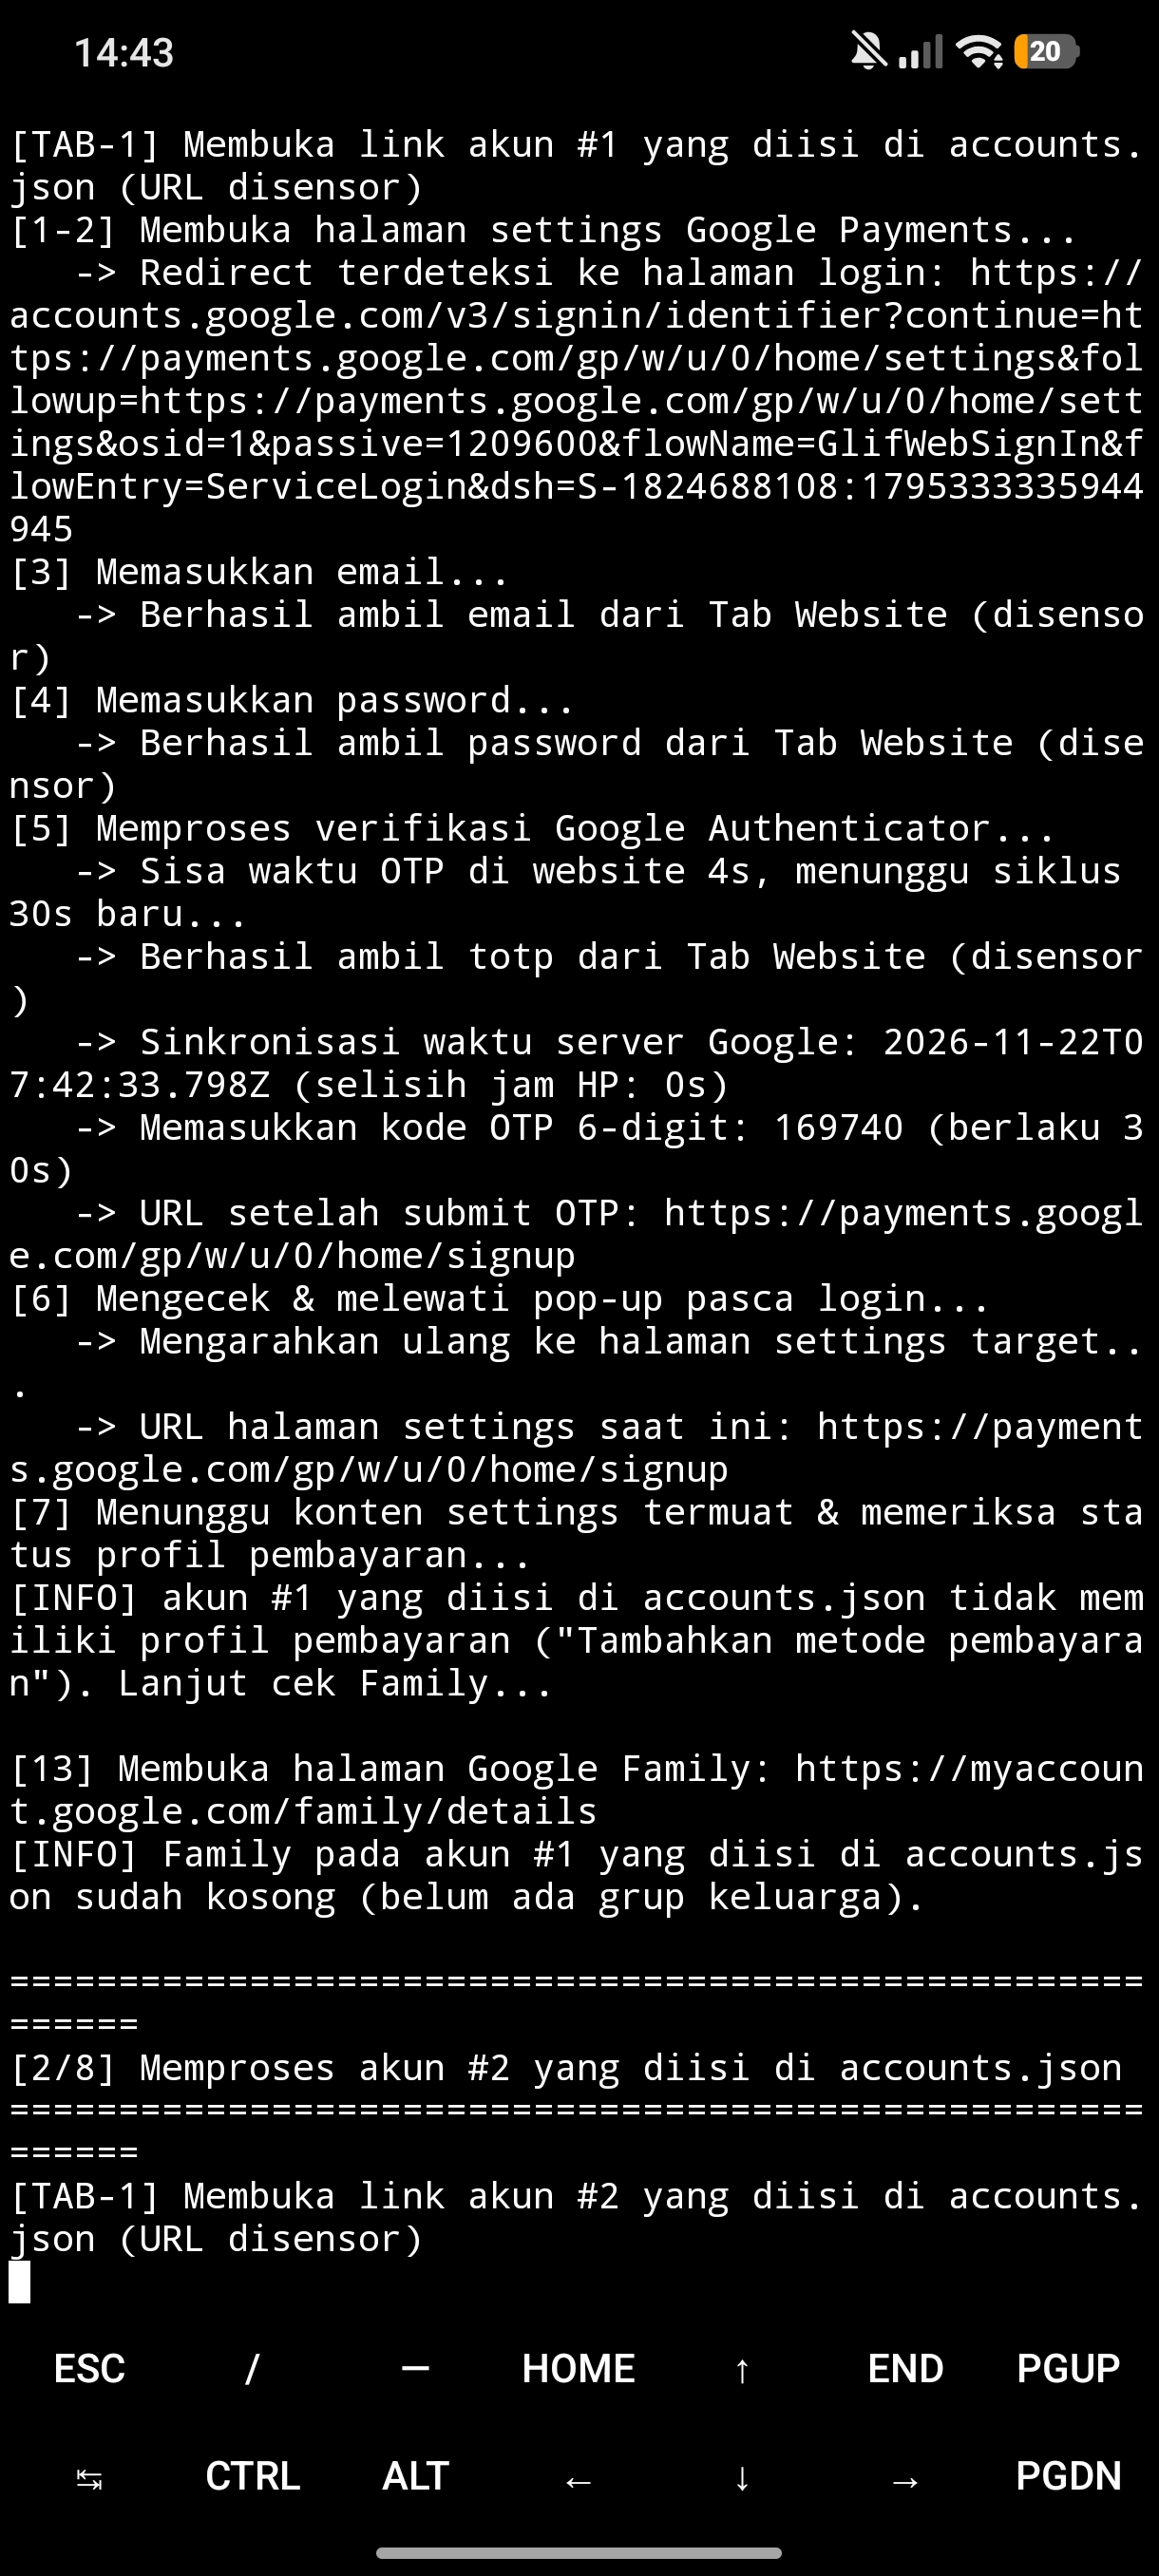 14:43
20
[TAB-1] Membuka link akun #1 yang diisi di accounts.
json (URL disensor)
[1-2] Membuka halaman settings Google Payments...
-> Redirect terdeteksi ke halaman login: https://
accounts.google.com/v3/signin/identifier?continue=ht
tps://payments.google.com/gp/w/u/0/home/settings&fol
lowup=https://payments.google.com/gp/w/u/0/home/sett
ings&osid=1&passive=1209600&flowName=GlifWebSignIn&f
lowEntry=ServiceLogin&dsh=S-1824688108:1795333335944
945
[3] Memasukkan email...
-> Berhasil ambil email dari Tab Website (disenso
r)
[4] Memasukkan password...
-> Berhasil ambil password dari Tab Website (dise
nsor)
[5] Memproses verifikasi Google Authenticator...
-> Sisa waktu OTP di website 4s, menunggu siklus
30s baru...
-> Berhasil ambil totp dari Tab Website (disensor
)
-> Sinkronisasi waktu server Google: 2026-11-22T0
7:42:33.798Z (selisih jam HP: 0s)
-> Memasukkan kode OTP 6-digit: 169740 (berlaku 3
0s)
-> URL setelah submit OTP: https://payments.googl
e.com/gp/w/u/0/home/signup
[6] Mengecek & melewati pop-up pasca login...
-> Mengarahkan ulang ke halaman settings target..
.
-> URL halaman settings saat ini: https://payment
s.google.com/gp/w/u/0/home/signup
[7] Menunggu konten settings termuat & memeriksa sta
tus profil pembayaran...
[INFO] akun #1 yang diisi di accounts.json tidak mem
iliki profil pembayaran ("Tambahkan metode pembayara
n"). Lanjut cek Family...
[13] Membuka halaman Google Family: https://myaccoun
t.google.com/family/details
[INFO] Family pada akun #1 yang diisi di accounts.js
on sudah kosong (belum ada grup keluarga).
====================================================
======
[2/8] Memproses akun #2 yang diisi di accounts.json
====================================================
======
[TAB-1] Membuka link akun #2 yang diisi di accounts.
json (URL disensor)
ESC / — HOME ↑ END PGUP
↹ CTRL ALT ← ↓ → PGDN